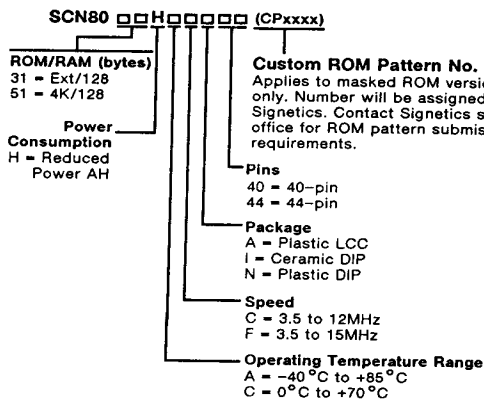 SCN80 □□H□□□□□ (CPxxxx)
ROM/RAM (bytes)
31 = Ext/128
51 = 4K/128
Custom ROM Pattern No.
Applies to masked ROM versi
only. Number will be assigned
Signetics. Contact Signetics s
office for ROM pattern submis
requirements.
Power
Consumption
H = Reduced
Power AH
Pins
40 = 40-pin
44 = 44-pin
Package
A = Plastic LCC
I = Ceramic DIP
N = Plastic DIP
Speed
C = 3.5 to 12MHz
F = 3.5 to 15MHz
Operating Temperature Range
A = -40°C to +85°C
C = 0°C to +70°C